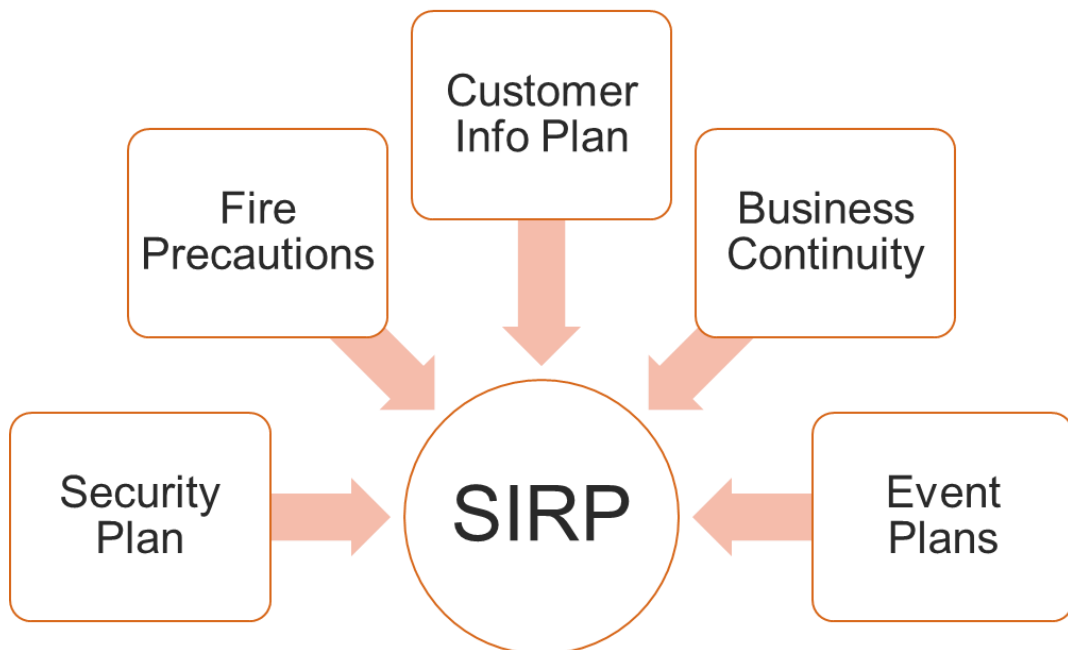 Customer
Info Plan
Fire
Precautions
Business
Continuity
Security
Plan
SIRP
Event
Plans